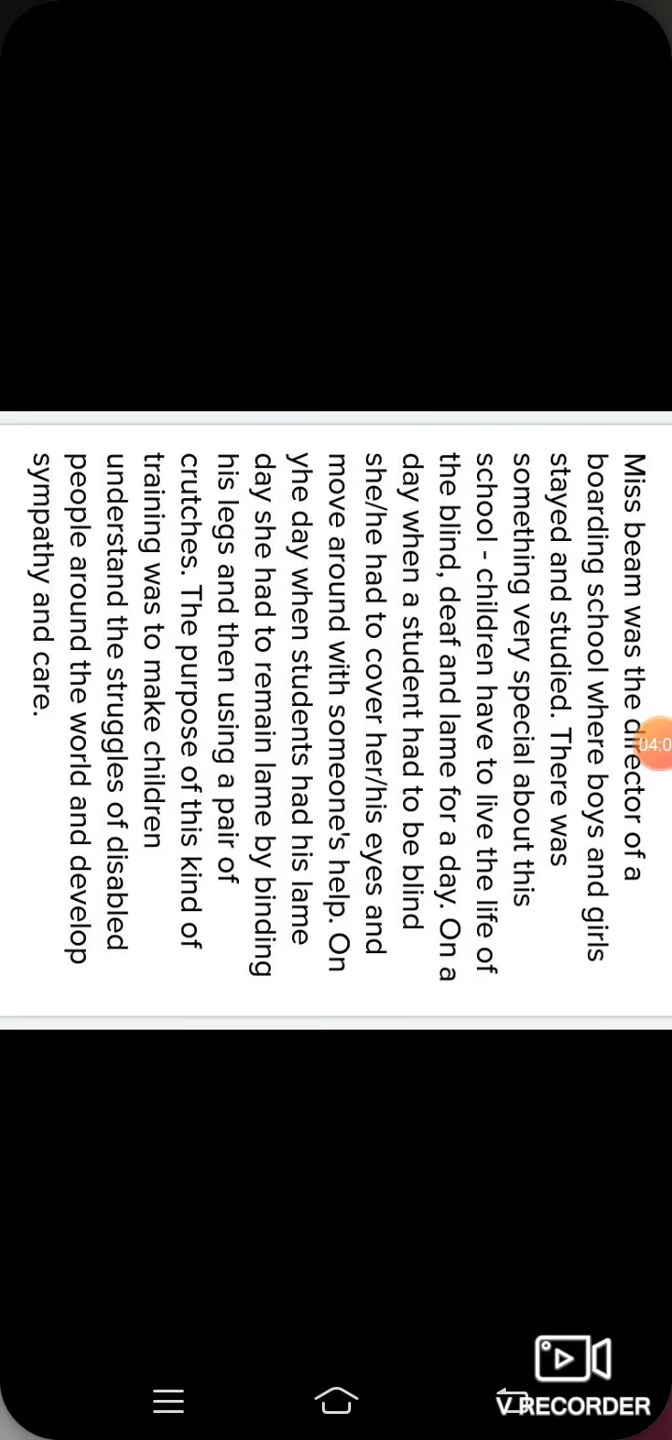 Miss beam was the director of a
boarding school where boys and girls
stayed and studied. There was
something very special about this
school - children have to live the life of
the blind, deaf and lame for a day. On a
day when a student had to be blind
she/he had to cover her/his eyes and
move around with someone's help. On
yhe day when students had his lame
day she had to remain lame by binding
his legs and then using a pair of
crutches. The purpose of this kind of
training was to make children
understand the struggles of disabled
people around the world and develop
sympathy and care.
04:0
V RECORDER